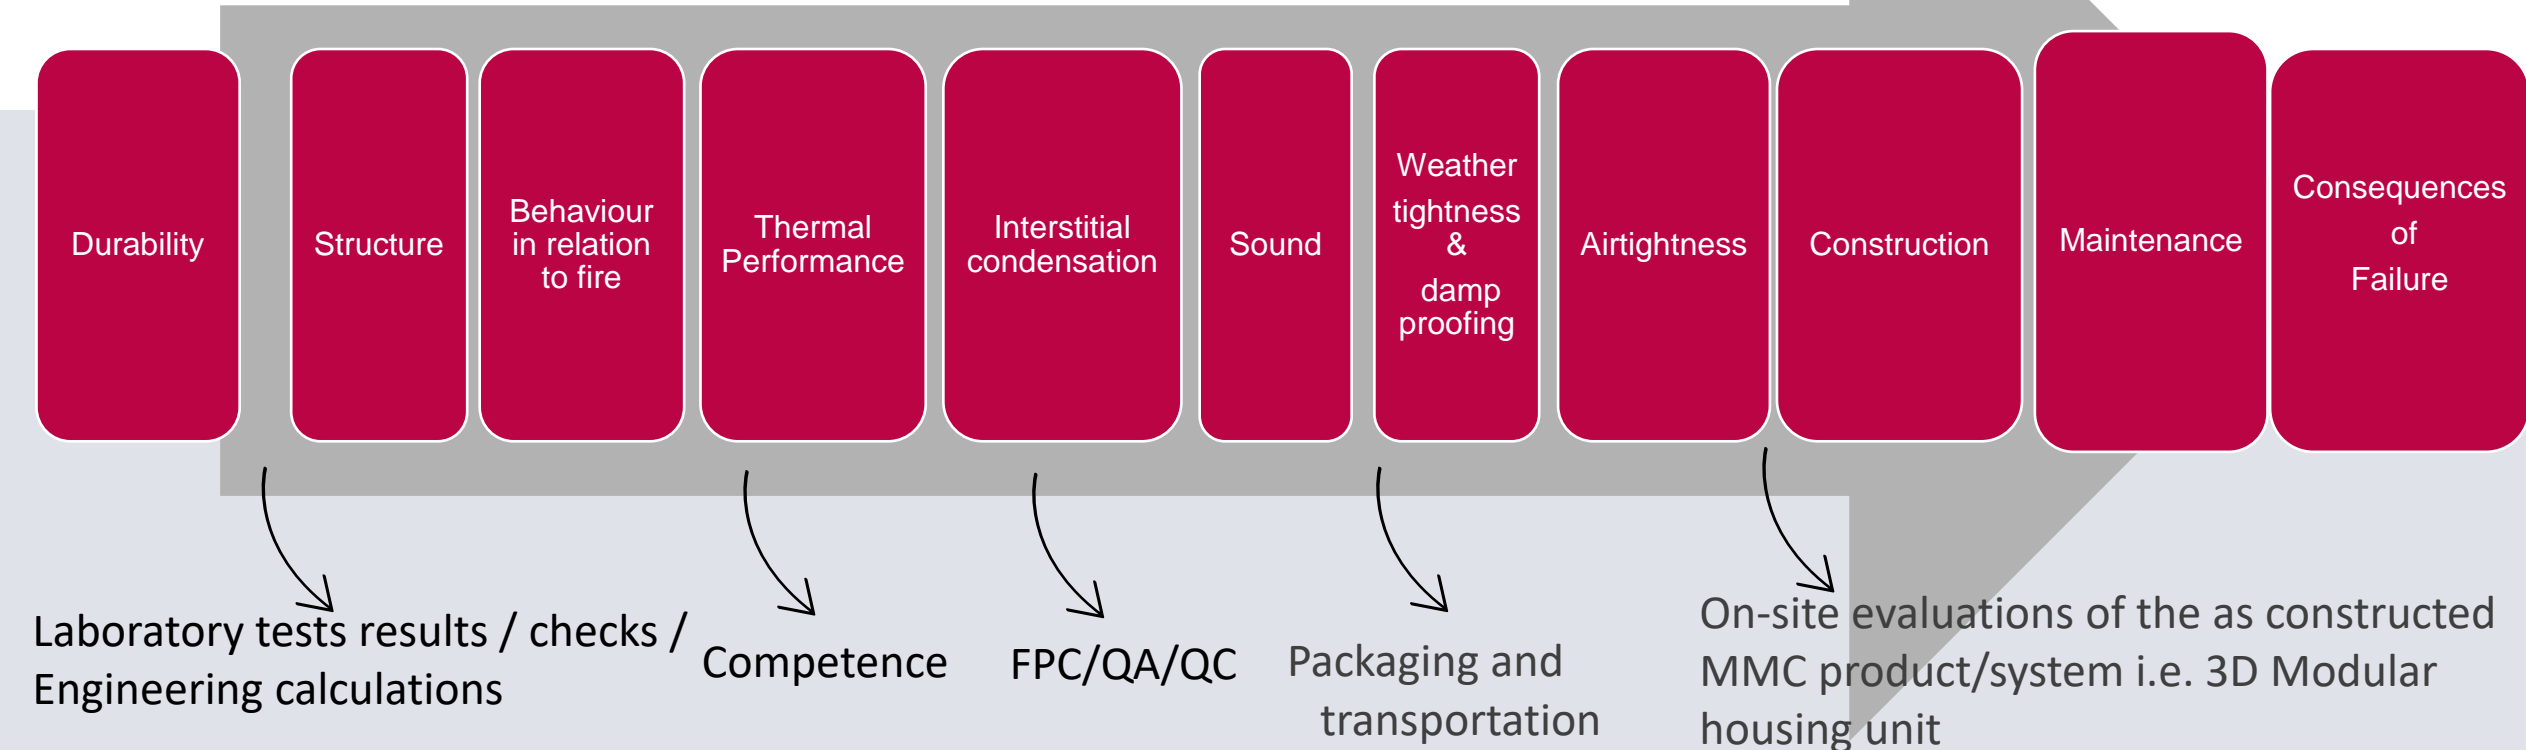 Durability
Structure
Behaviour
in relation
to fire
Thermal
Performance
Interstitial
condensation
Sound
Weather
tightness
&
damp
proofing
Airtightness
Construction
Maintenance
Consequences
of
Failure
Laboratory tests results / checks /
Engineering calculations
Competence
FPC/QA/QC
Packaging and
transportation
On-site evaluations of the as constructed
MMC product/system i.e. 3D Modular
housing unit